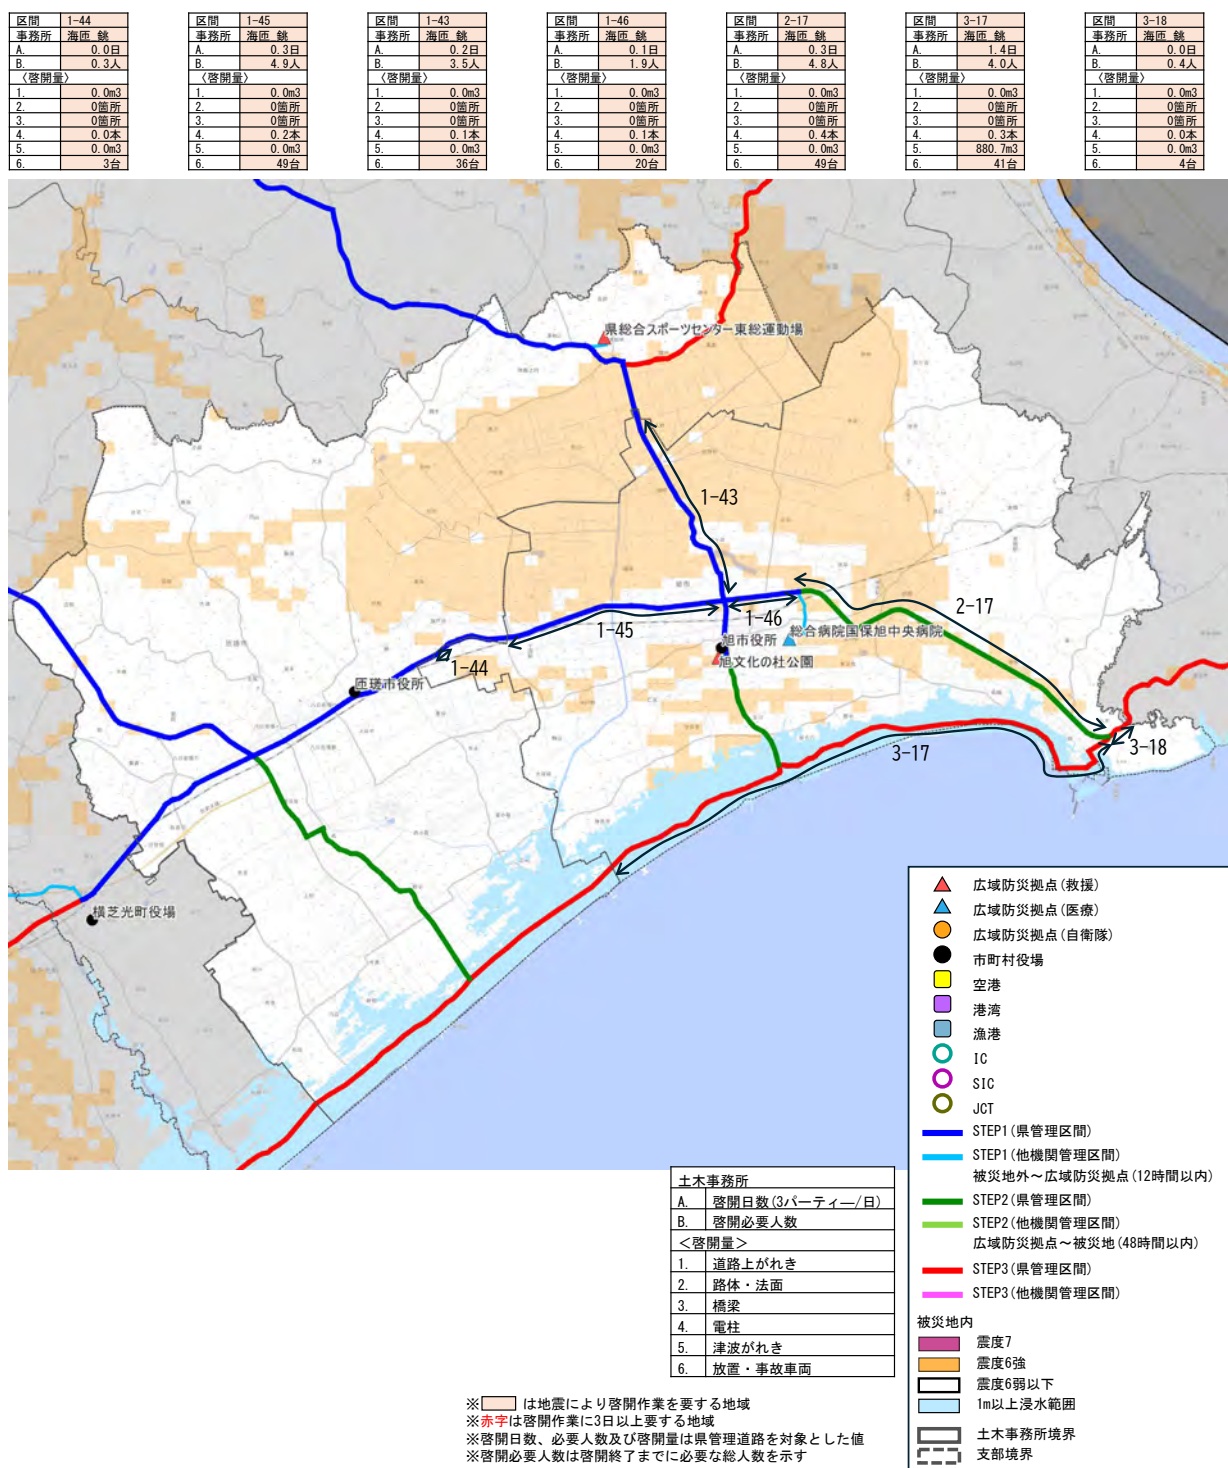 区間 1-44
事務所 海匝_銚
A. 0.0日
B. 0.3人
〈啓開量〉
1. 0.0m3
2. 0箇所
3. 0箇所
4. 0.0本
5. 0.0m3
6. 3台
区間 1-45
事務所 海匝_銚
A. 0.3日
B. 4.9人
〈啓開量〉
1. 0.0m3
2. 0箇所
3. 0箇所
4. 0.2本
5. 0.0m3
6. 49台
区間 1-43
事務所 海匝_銚
A. 0.2日
B. 3.5人
〈啓開量〉
1. 0.0m3
2. 0箇所
3. 0箇所
4. 0.1本
5. 0.0m3
6. 36台
区間 1-46
事務所 海匝_銚
A. 0.1日
B. 1.9人
〈啓開量〉
1. 0.0m3
2. 0箇所
3. 0箇所
4. 0.1本
5. 0.0m3
6. 20台
区間 2-17
事務所 海匝_銚
A. 0.3日
B. 4.8人
〈啓開量〉
1. 0.0m3
2. 0箇所
3. 0箇所
4. 0.4本
5. 0.0m3
6. 49台
区間 3-17
事務所 海匝_銚
A. 1.4日
B. 4.0人
〈啓開量〉
1. 0.0m3
2. 0箇所
3. 0箇所
4. 0.3本
5. 880.7m3
6. 41台
区間 3-18
事務所 海匝_銚
A. 0.0日
B. 0.4人
〈啓開量〉
1. 0.0m3
2. 0箇所
3. 0箇所
4. 0.0本
5. 0.0m3
6. 4台
県総合スポーツセンター東総運動場
1-43
2-17
1-46
1-45
総合病院国保旭中央病院
旭市役所
旭文化の杜公園
1-44
匝瑳市役所
3-17
3-18
横芝光町役場
広域防災拠点(救援)
広域防災拠点(医療)
広域防災拠点(自衛隊)
市町村役場
空港
港湾
漁港
IC
SIC
JCT
STEP1(県管理区間)
STEP1(他機関管理区間)
被災地外～広域防災拠点(12時間以内)
STEP2(県管理区間)
STEP2(他機関管理区間)
広域防災拠点～被災地(48時間以内)
STEP3(県管理区間)
STEP3(他機関管理区間)
被災地内
震度7
震度6強
震度6弱以下
1m以上浸水範囲
土木事務所境界
支部境界
土木事務所
A. 啓開日数(3パーティー/日)
B. 啓開必要人数
＜啓開量＞
1. 道路上がれき
2. 路体・法面
3. 橋梁
4. 電柱
5. 津波がれき
6. 放置・事故車両
※ は地震により啓開作業を要する地域
※赤字は啓開作業に3日以上要する地域
※啓開日数、必要人数及び啓開量は県管理道路を対象とした値
※啓開必要人数は啓開終了までに必要な総人数を示す